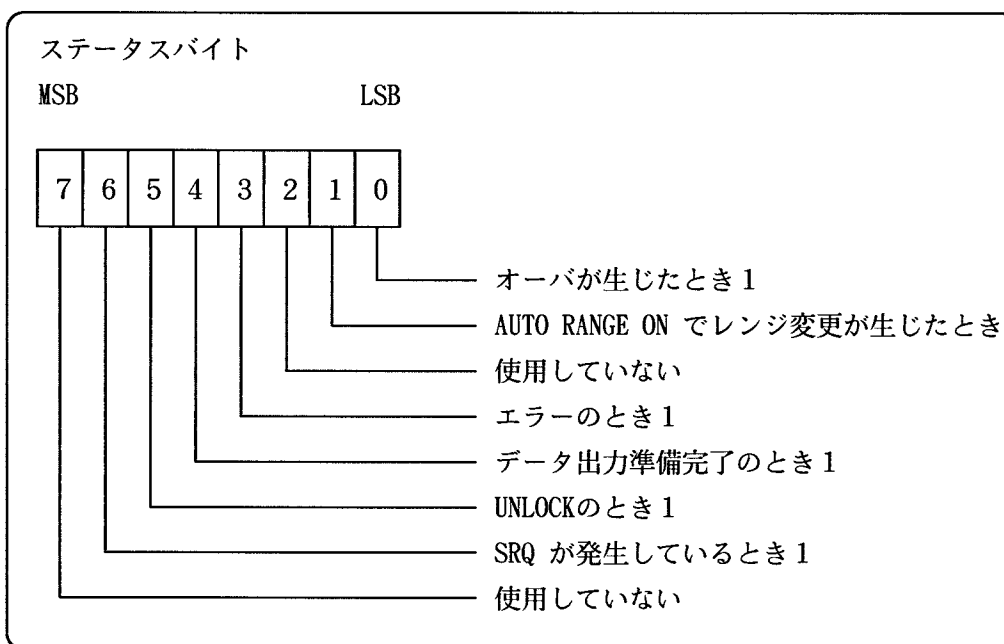 ステータスバイト
MSB LSB
7 6 5 4 3 2 1 0
オーバが生じたとき1
AUTO RANGE ON でレンジ変更が生じたとき
使用していない
エラーのとき1
データ出力準備完了のとき1
UNLOCKのとき1
SRQ が発生しているとき1
使用していない